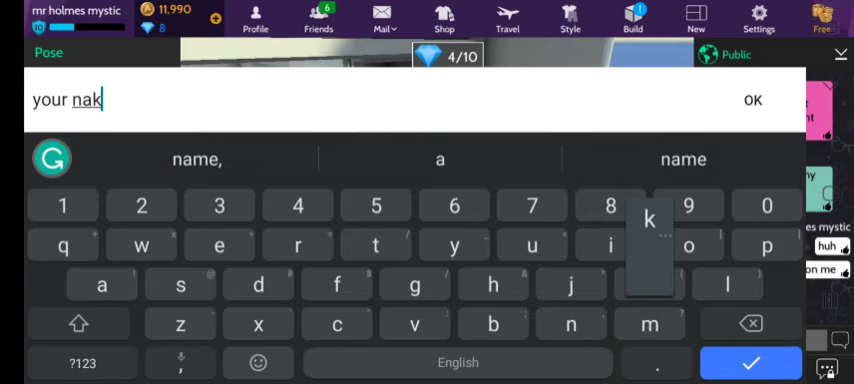 mr holmes mystic
11,990
10
8
6
Profile
Friends
Mail
Shop
Travel
Style
!
Build
New
Settings
Free
Pose
4/10
Public
your nak
OK
name, a name
1 2 3 4 5 6 7 8 9 0
q w e r t y u i o p
k
a s d f g h j l
z x c v b n m
?123 , English .
es mystic
huh
on me